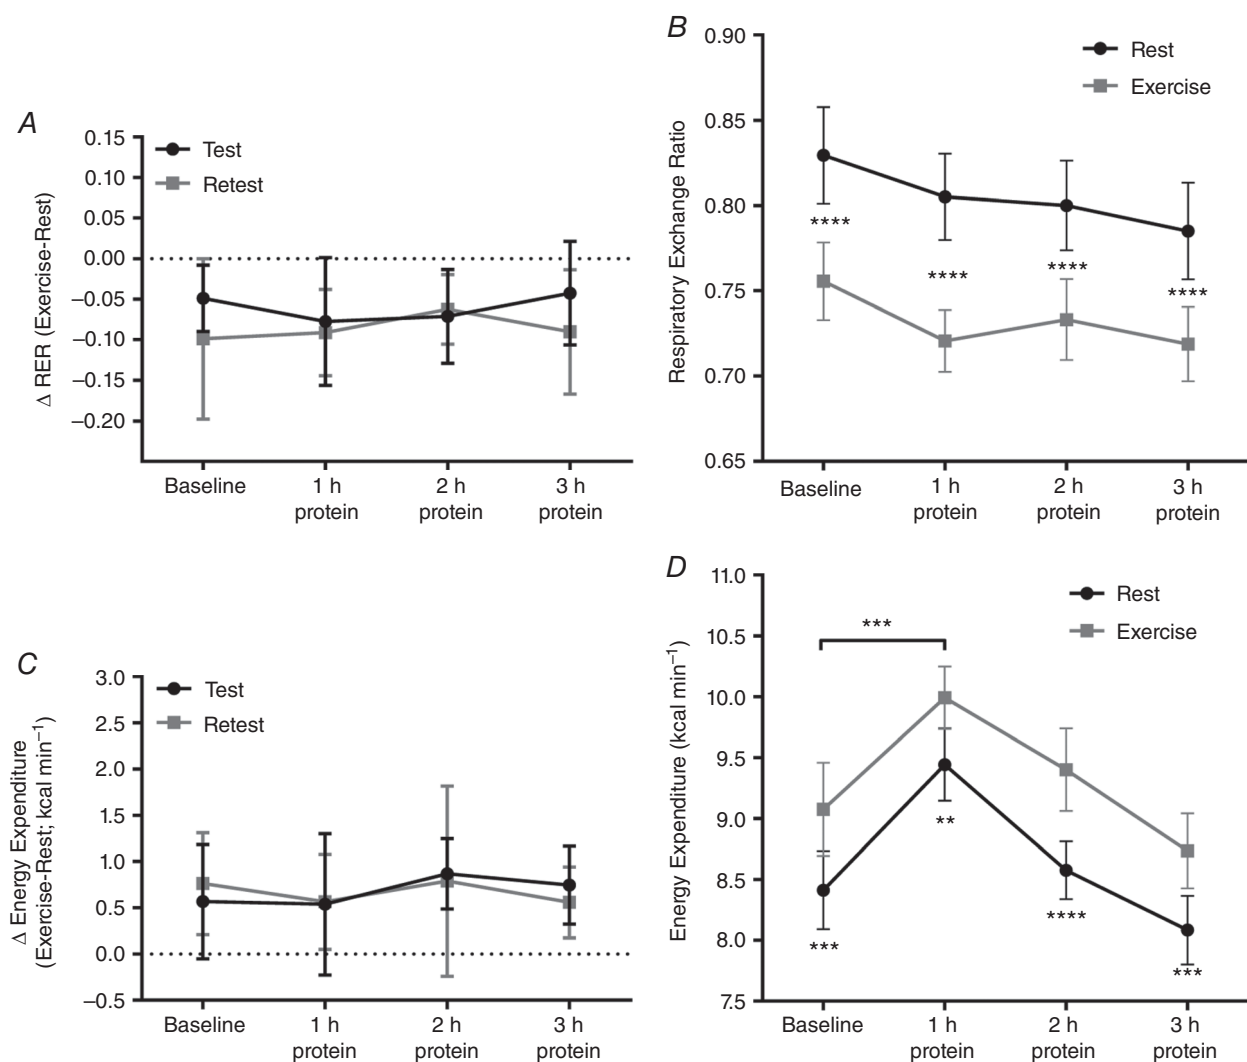 A
0.15
0.10
0.05
0.00
–0.05
–0.10
–0.15
–0.20
Δ RER (Exercise-Rest)
Test
Retest
Baseline
1 h
protein
2 h
protein
3 h
protein
B
0.90
0.85
0.80
0.75
0.70
0.65
Respiratory Exchange Ratio
Rest
Exercise
****
****
****
****
Baseline
1 h
protein
2 h
protein
3 h
protein
C
3.0
2.5
2.0
1.5
1.0
0.5
0.0
–0.5
Δ Energy Expenditure
(Exercise-Rest; kcal min⁻¹)
Test
Retest
Baseline
1 h
protein
2 h
protein
3 h
protein
D
11.0
10.5
10.0
9.5
9.0
8.5
8.0
7.5
Energy Expenditure (kcal min⁻¹)
Rest
Exercise
***
***
**
****
***
Baseline
1 h
protein
2 h
protein
3 h
protein